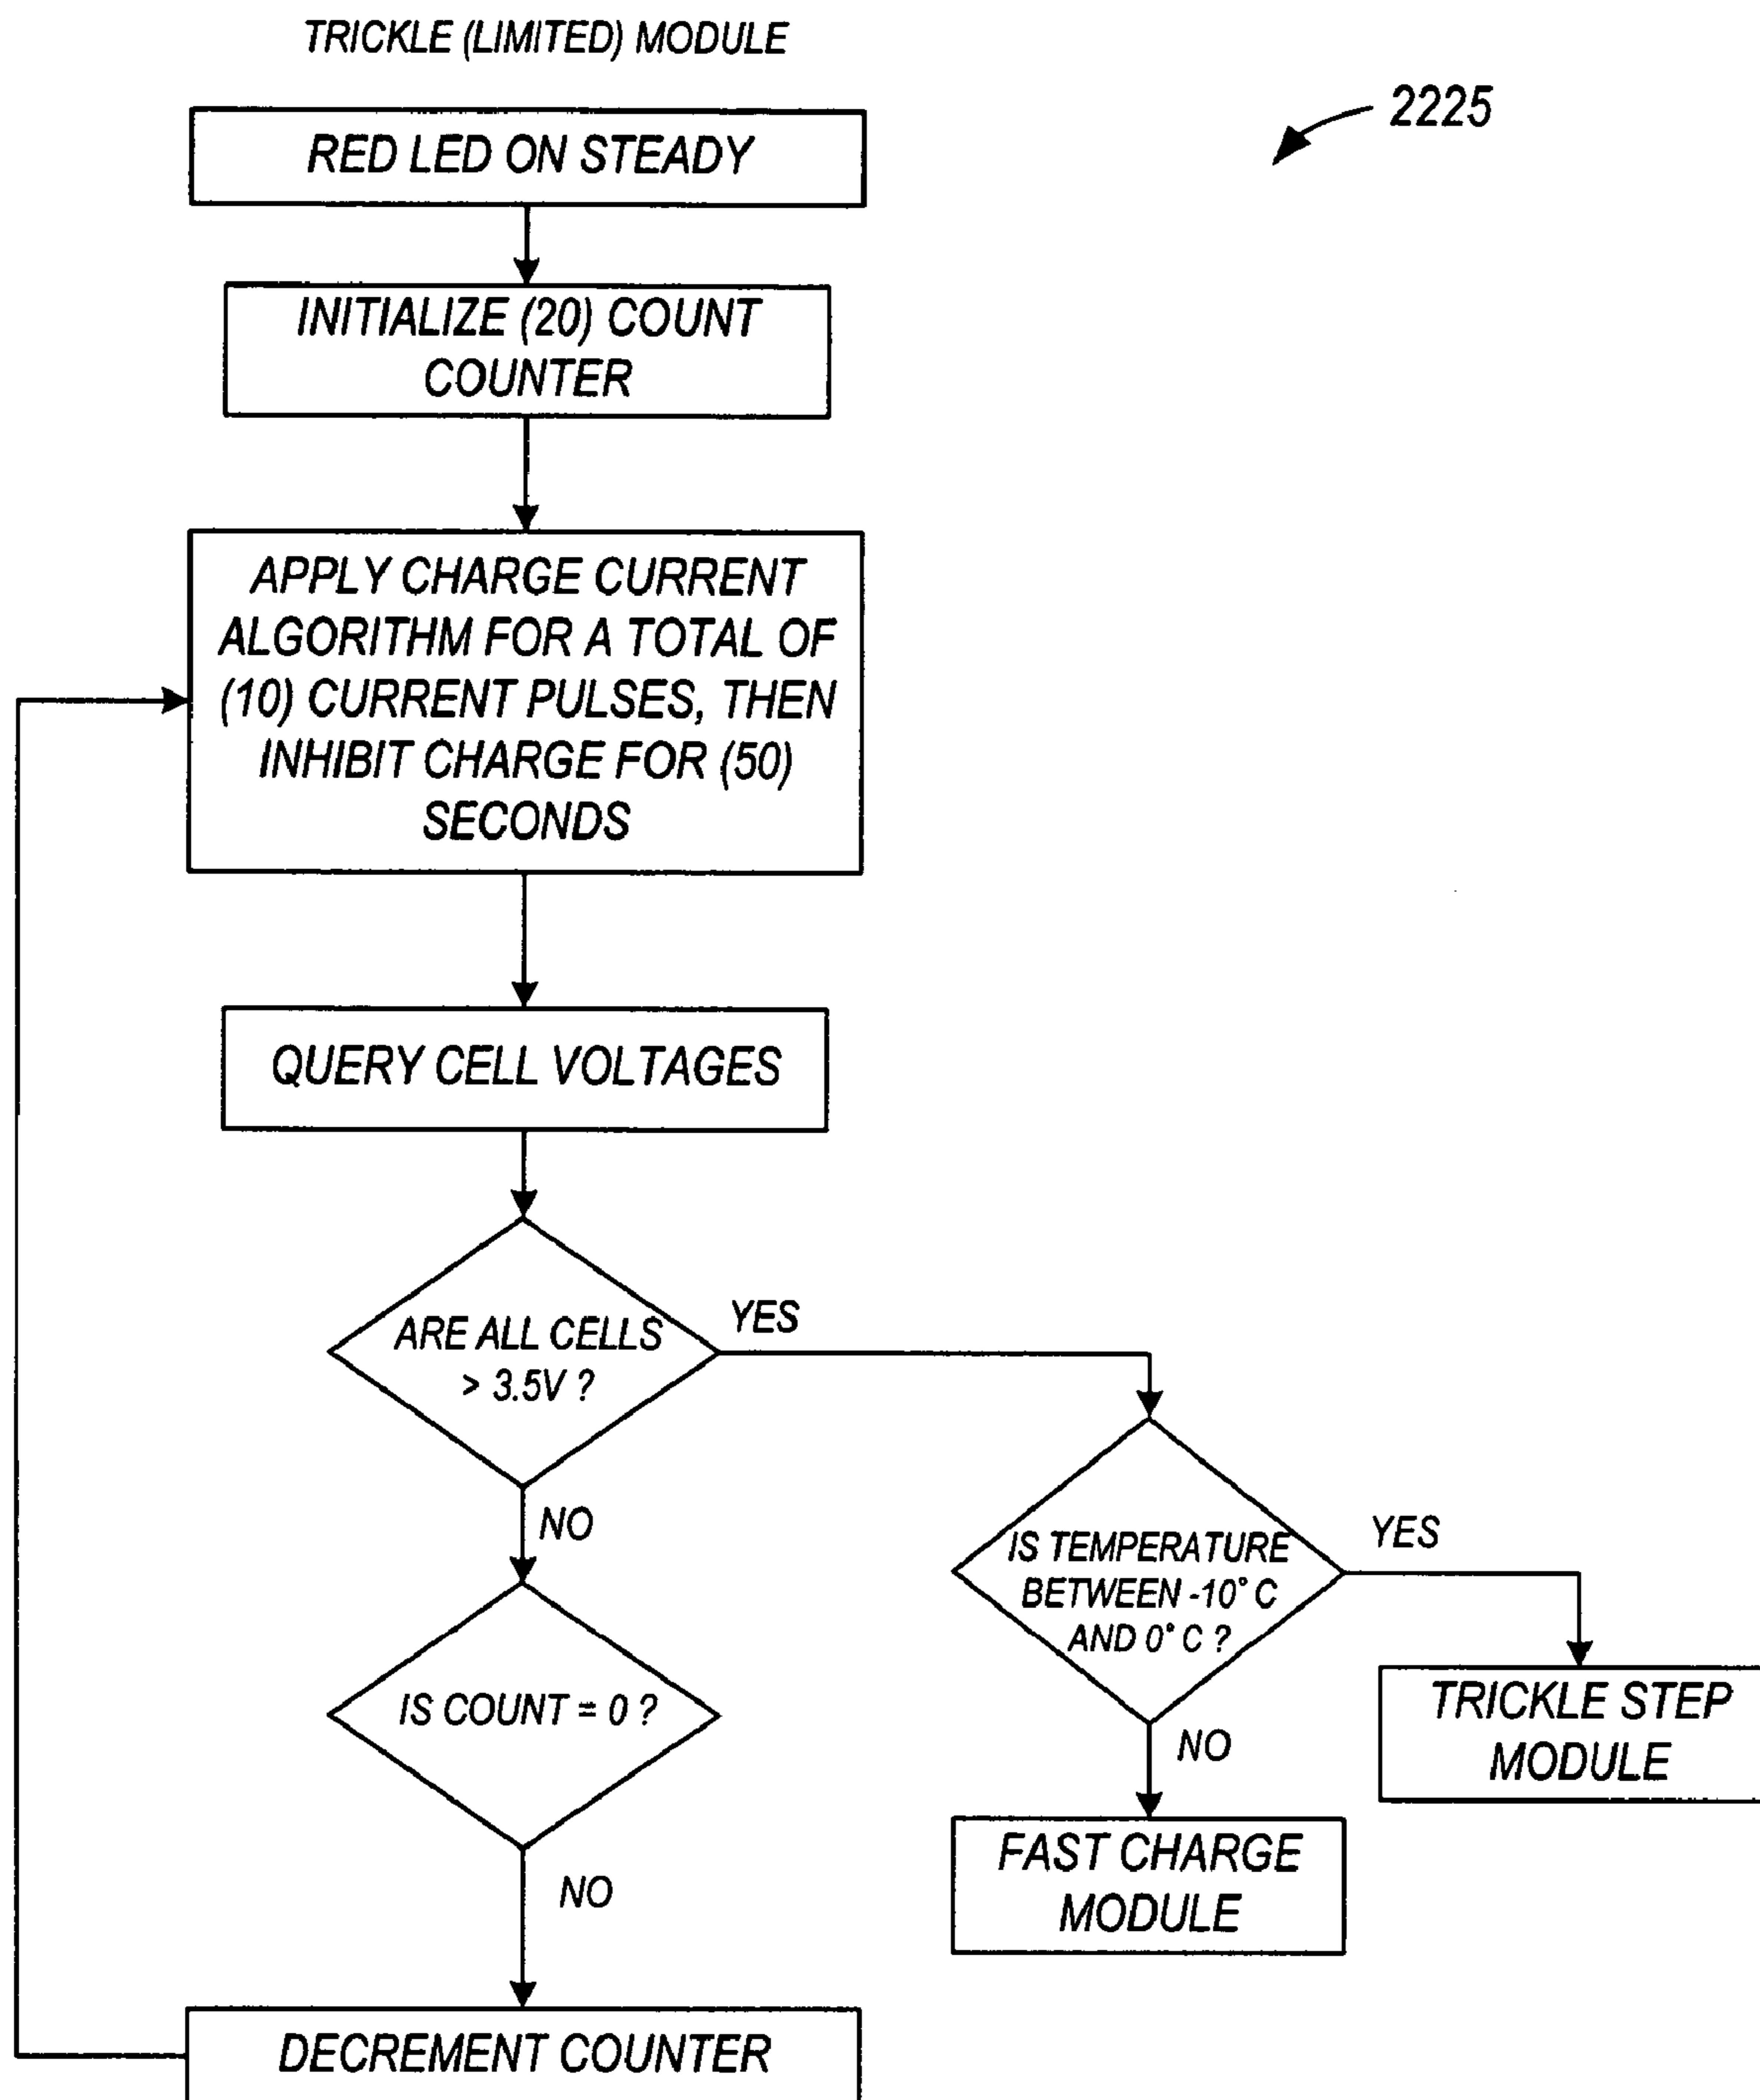 TRICKLE (LIMITED) MODULE
2225
RED LED ON STEADY
INITIALIZE (20) COUNT
COUNTER
APPLY CHARGE CURRENT
ALGORITHM FOR A TOTAL OF
(10) CURRENT PULSES, THEN
INHIBIT CHARGE FOR (50)
SECONDS
QUERY CELL VOLTAGES
ARE ALL CELLS
> 3.5V ?
YES
NO
IS TEMPERATURE
BETWEEN -10° C
AND 0° C ?
YES
TRICKLE STEP
MODULE
NO
FAST CHARGE
MODULE
IS COUNT = 0 ?
NO
DECREMENT COUNTER